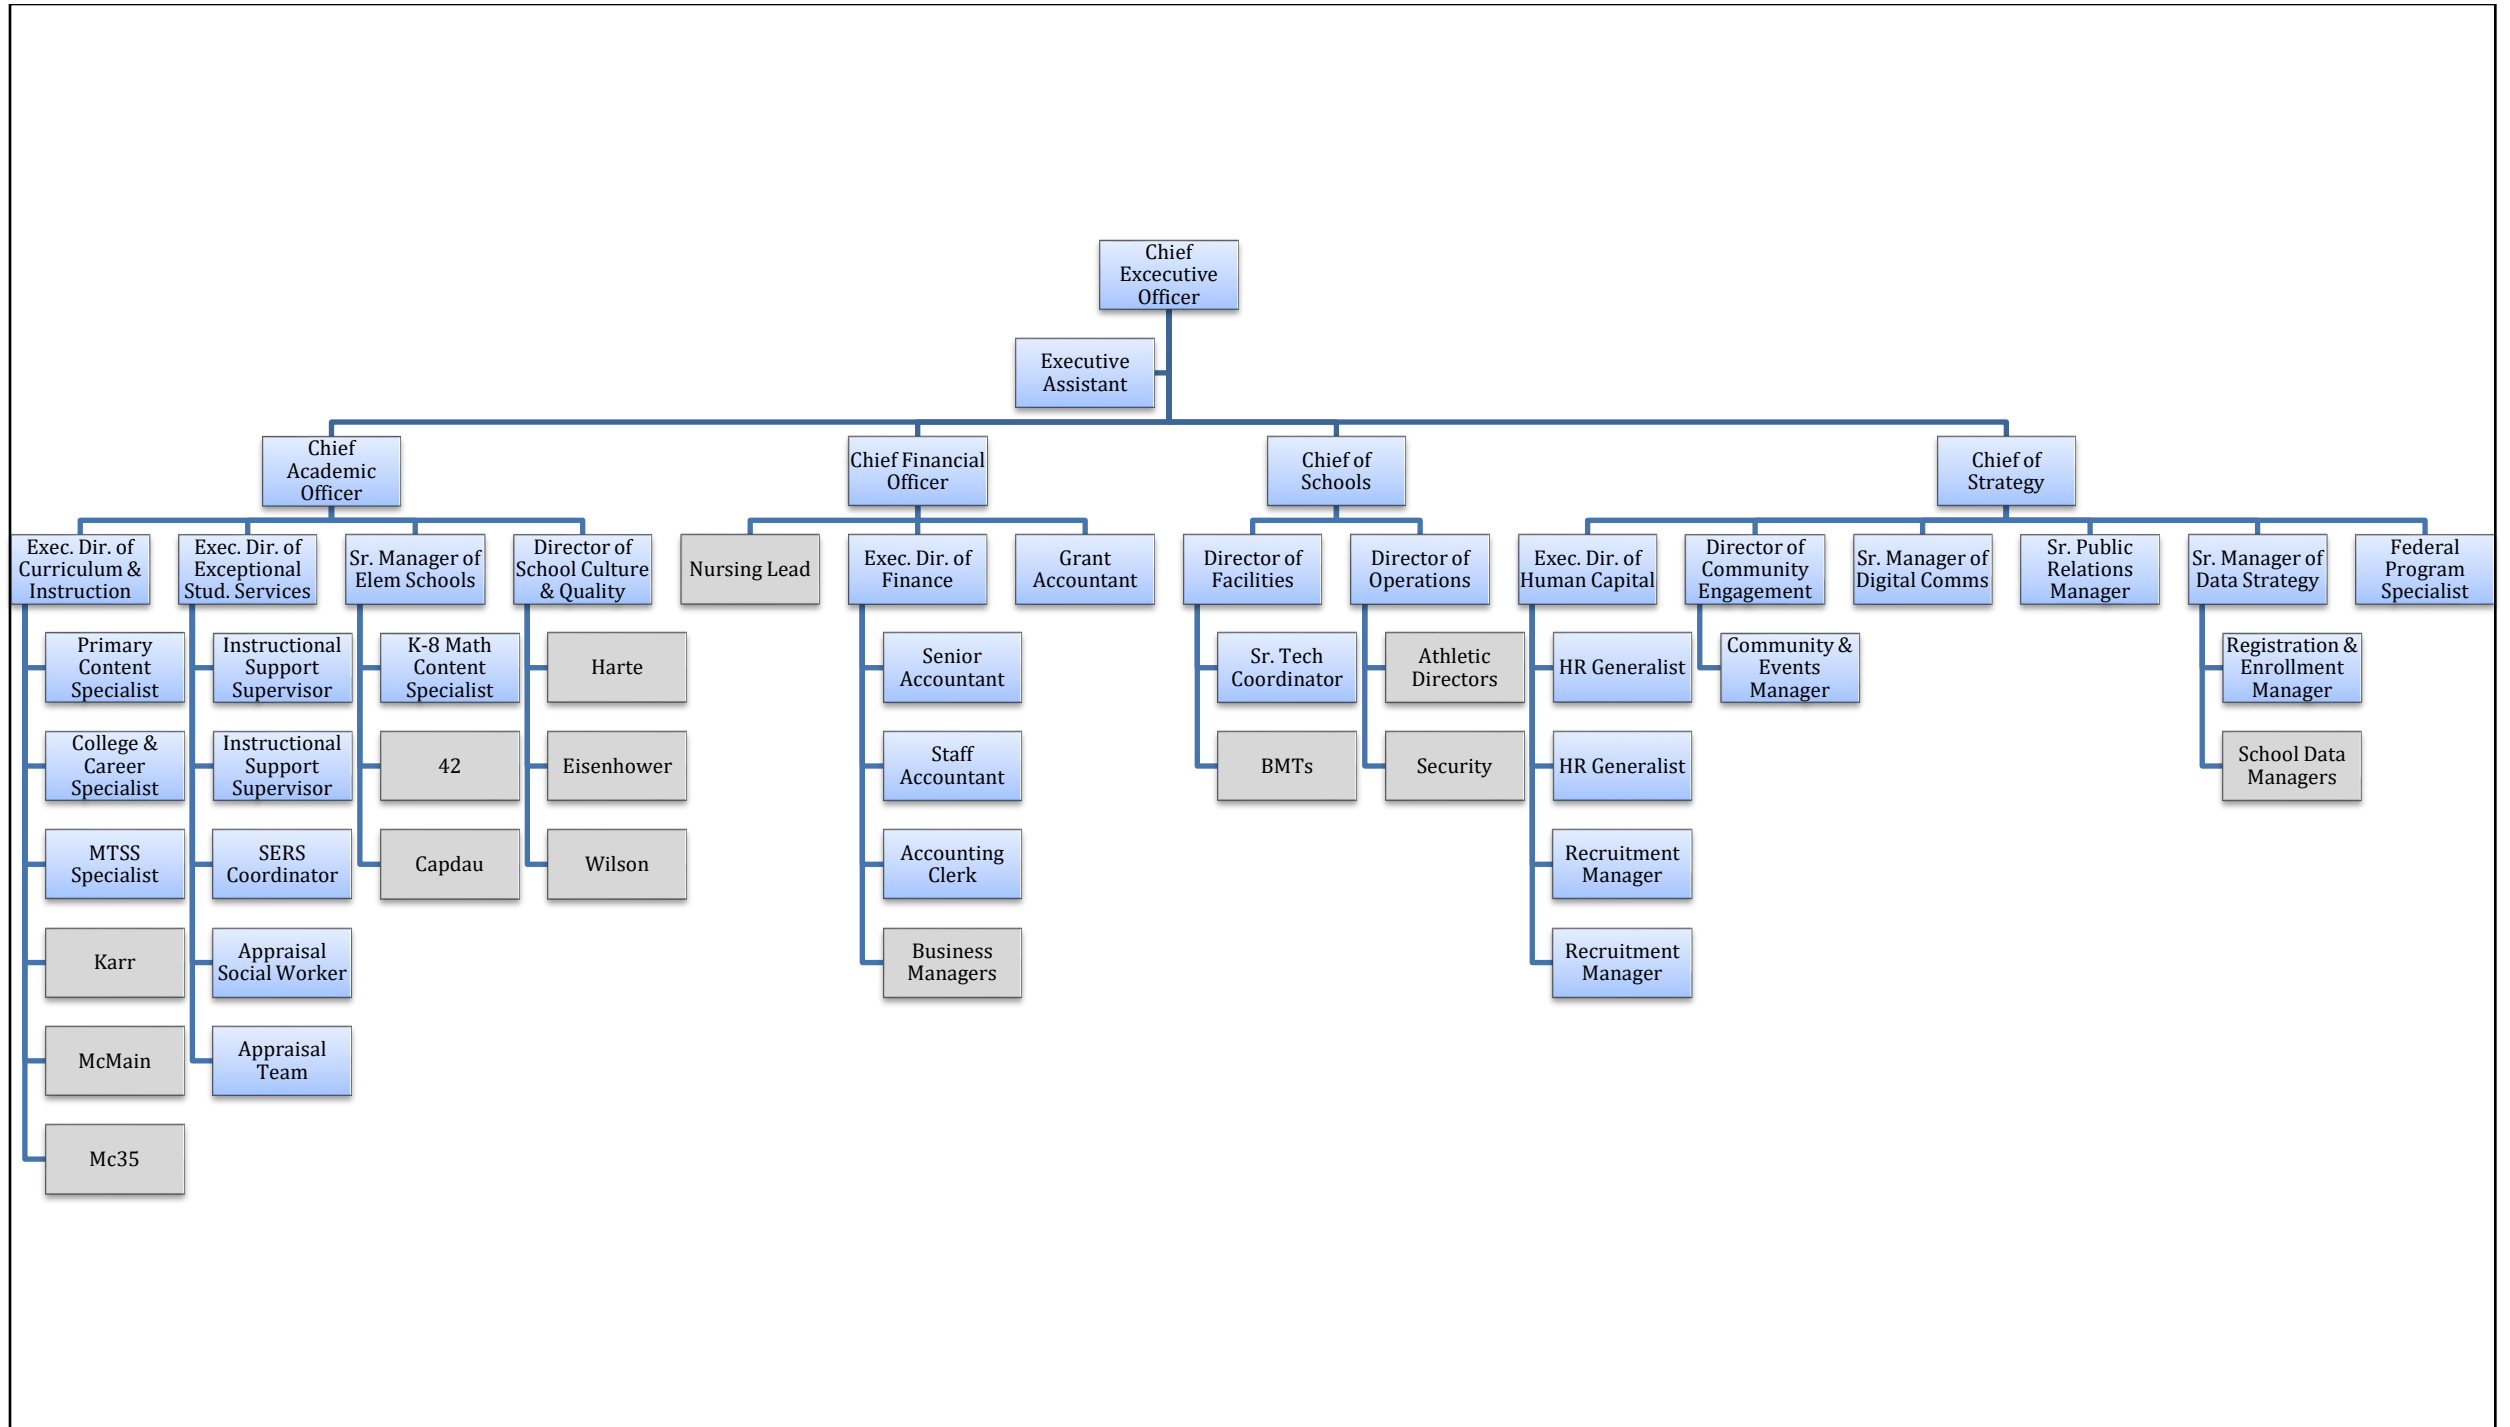 Chief
Excecutive
Officer
Executive
Assistant
Chief
Academic
Officer
Chief Financial
Officer
Chief of
Schools
Chief of
Strategy
Exec. Dir. of
Curriculum &
Instruction
Exec. Dir. of
Exceptional
Stud. Services
Sr. Manager of
Elem Schools
Director of
School Culture
& Quality
Nursing Lead
Exec. Dir. of
Finance
Grant
Accountant
Director of
Facilities
Director of
Operations
Exec. Dir. of
Human Capital
Director of
Community
Engagement
Sr. Manager of
Digital Comms
Sr. Public
Relations
Manager
Sr. Manager of
Data Strategy
Federal
Program
Specialist
Primary
Content
Specialist
Instructional
Support
Supervisor
K-8 Math
Content
Specialist
Harte
Senior
Accountant
Sr. Tech
Coordinator
Athletic
Directors
HR Generalist
Community &
Events
Manager
Registration &
Enrollment
Manager
College &
Career
Specialist
Instructional
Support
Supervisor
42
Eisenhower
Staff
Accountant
BMTs
Security
HR Generalist
School Data
Managers
MTSS
Specialist
SERS
Coordinator
Capdau
Wilson
Accounting
Clerk
Recruitment
Manager
Karr
Appraisal
Social Worker
Business
Managers
Recruitment
Manager
McMain
Appraisal
Team
Mc35